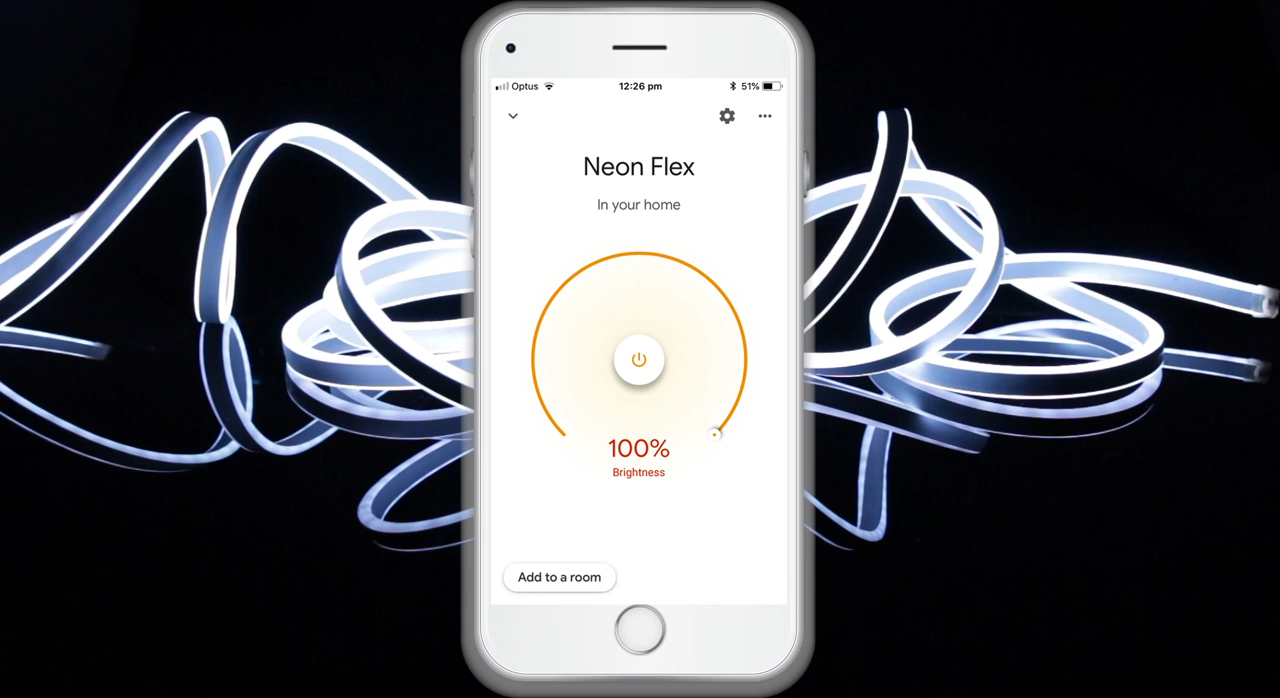 Optus 12:26 pm 51%
Neon Flex
In your home
100%
Brightness
Add to a room